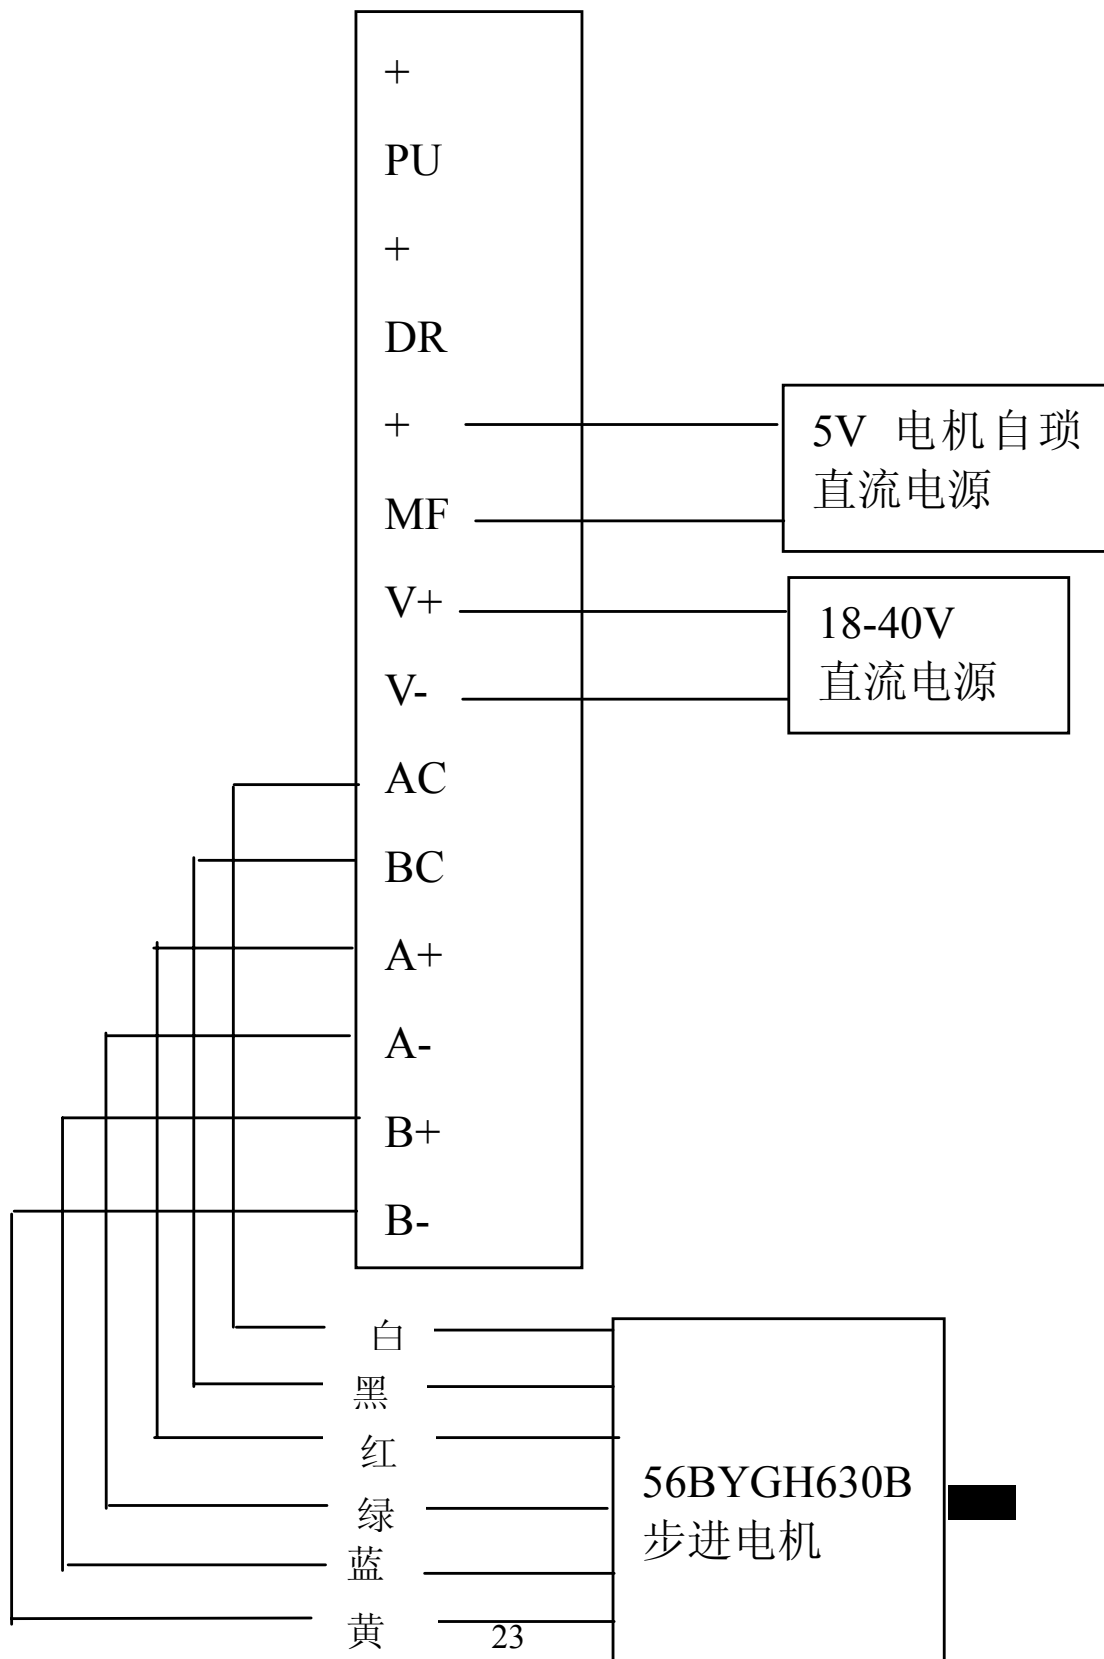 +
PU
+
DR
+
MF
V+
V-
AC
BC
A+
A-
B+
B-
5V 电机自琐
直流电源
18-40V
直流电源
白
黑
红
绿
蓝
黄
56BYGH630B
步进电机
23